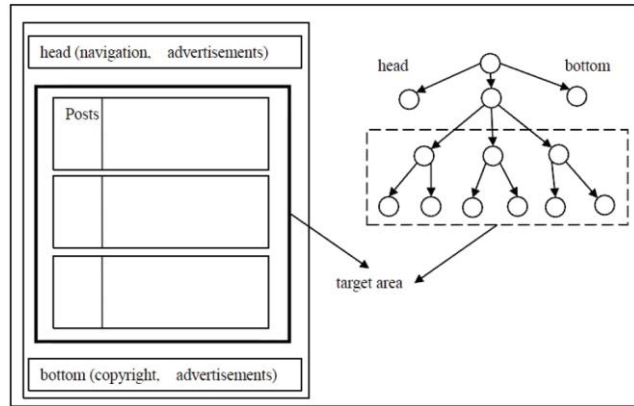 head (navigation, advertisements)
head
bottom
Posts
target area
bottom (copyright, advertisements)